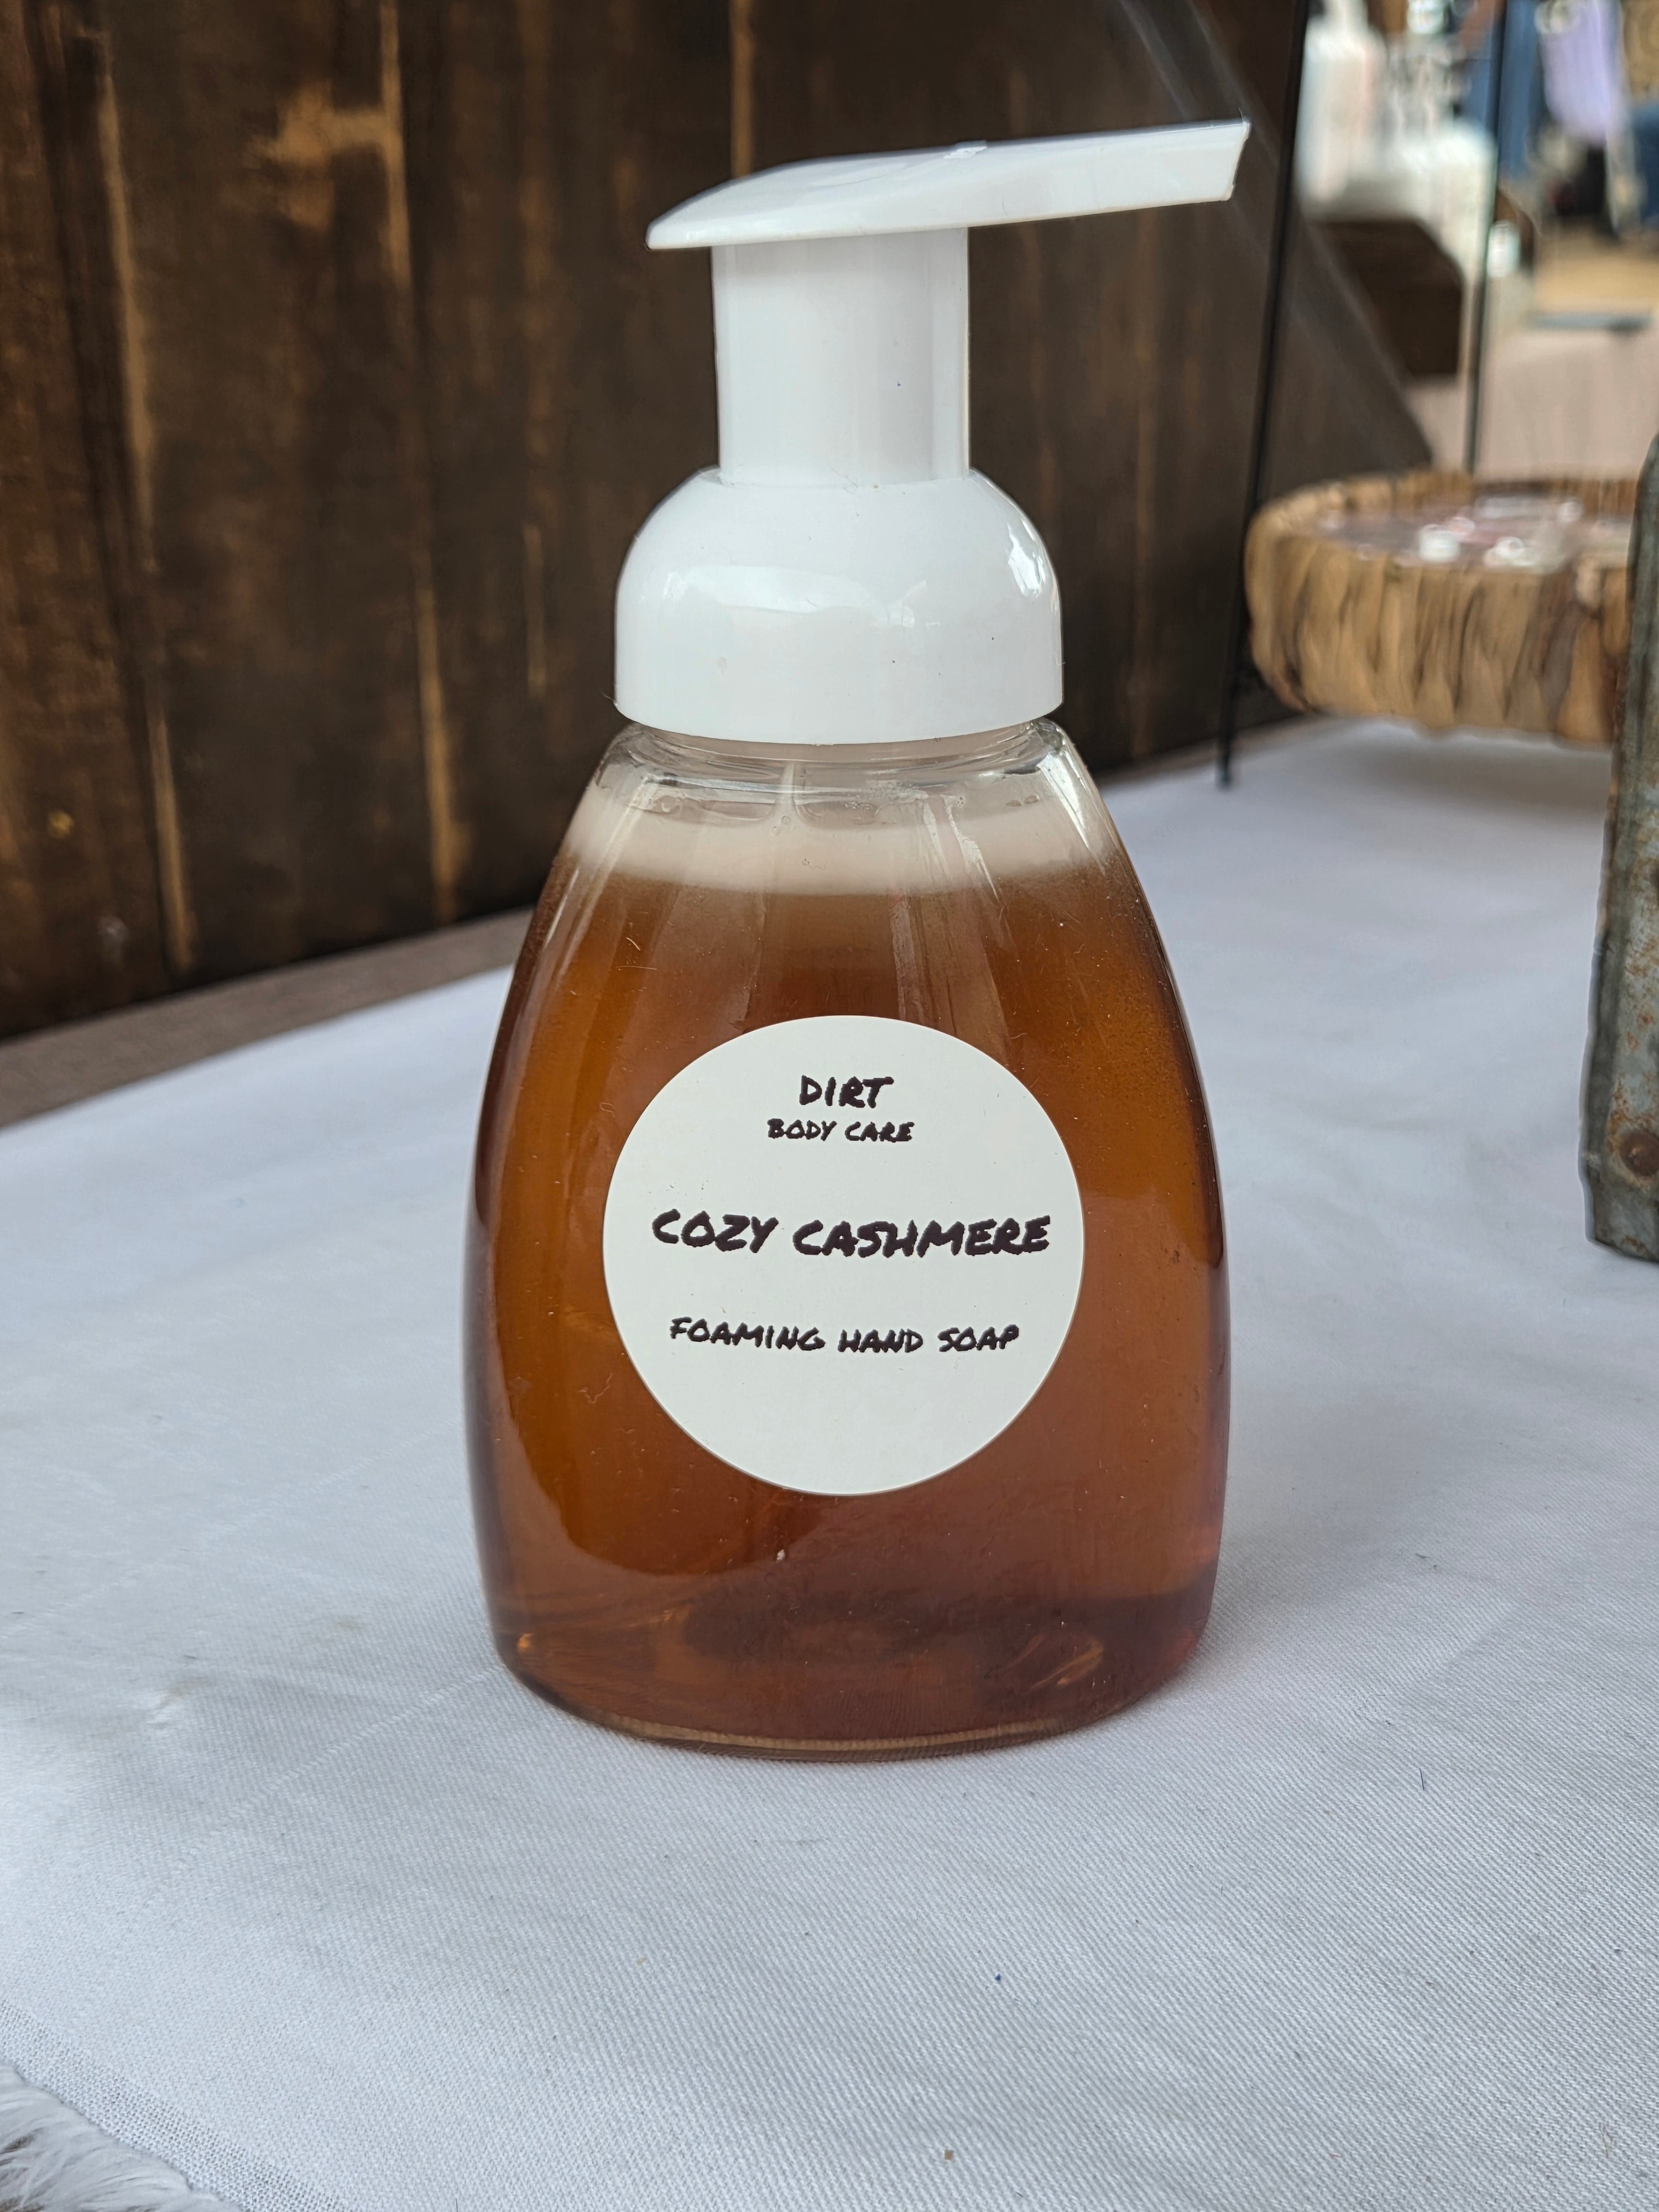 DIRT
BODY CARE
COZY CASHMERE
FOAMING HAND SOAP